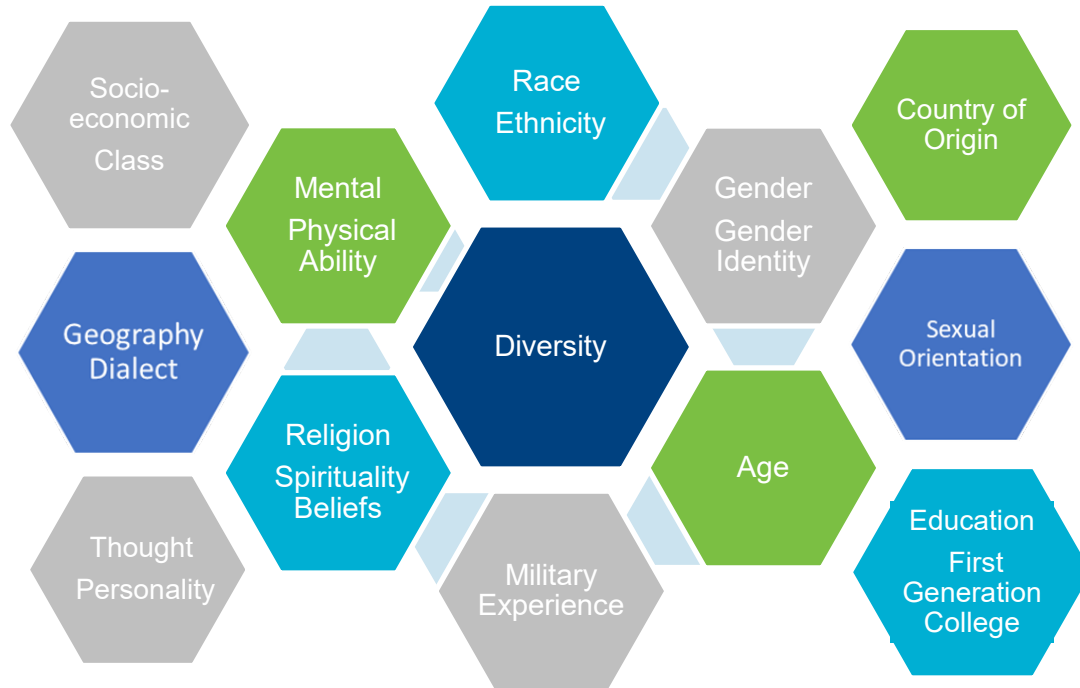 Socio-
economic
Class
Race
Ethnicity
Country of
Origin
Mental
Physical
Ability
Gender
Gender
Identity
Geography
Dialect
Diversity
Sexual
Orientation
Religion
Spirituality
Beliefs
Age
Thought
Personality
Military
Experience
Education
First
Generation
College